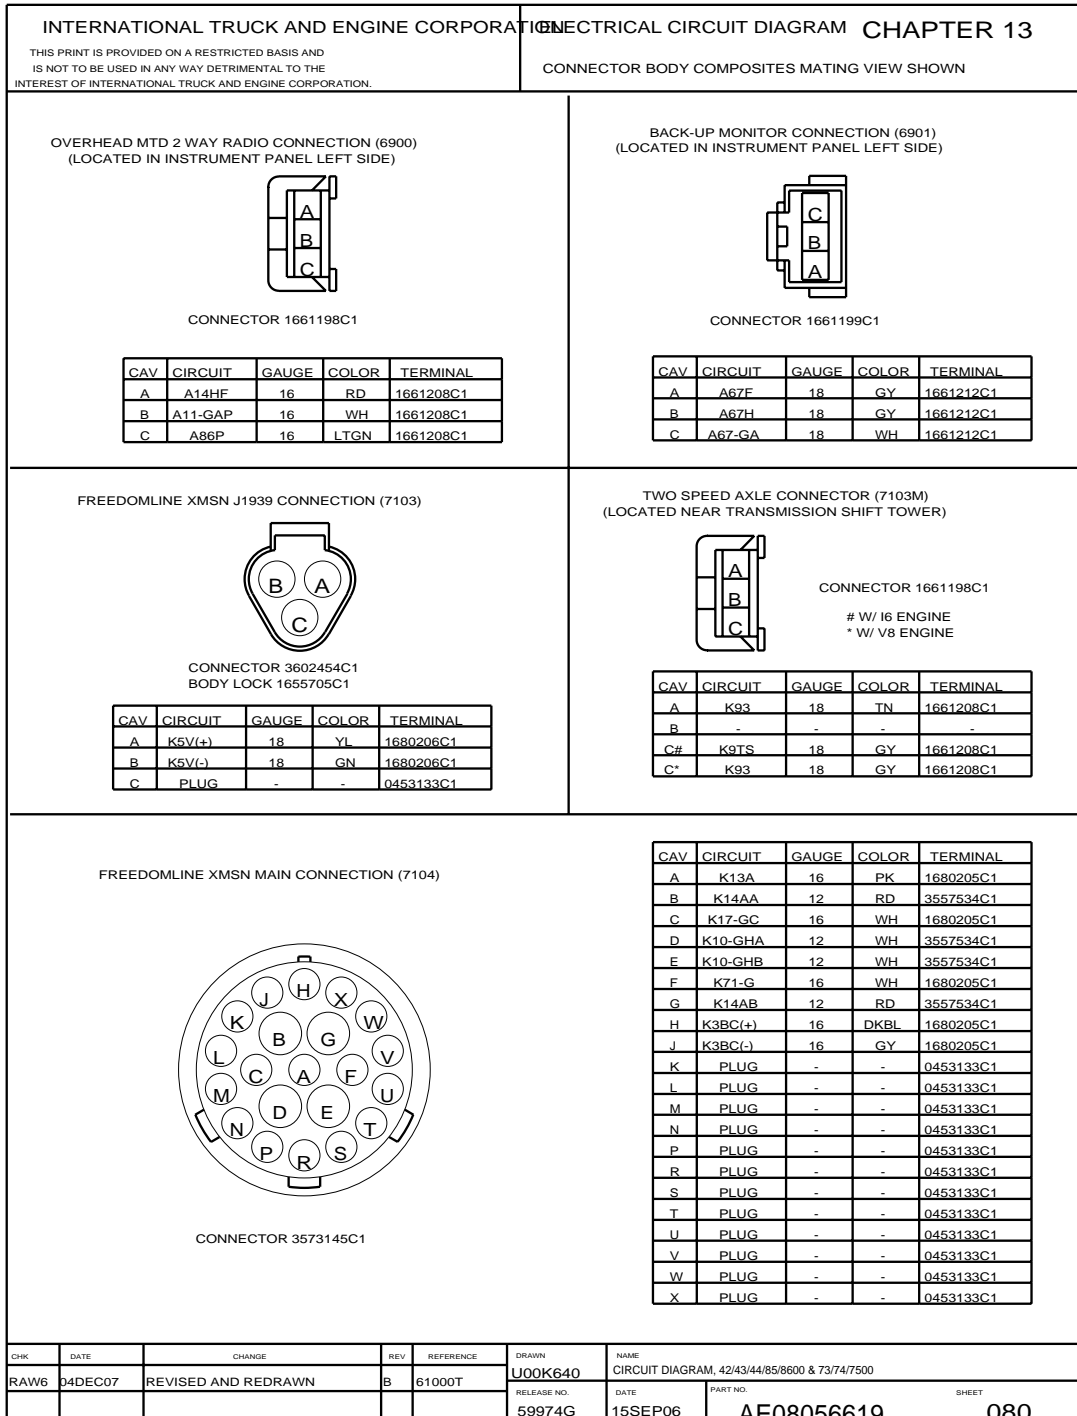 INTERNATIONAL TRUCK AND ENGINE CORPORATION
THIS PRINT IS PROVIDED ON A RESTRICTED BASIS AND
IS NOT TO BE USED IN ANY WAY DETRIMENTAL TO THE
INTEREST OF INTERNATIONAL TRUCK AND ENGINE CORPORATION.
ELECTRICAL CIRCUIT DIAGRAM CHAPTER 13
CONNECTOR BODY COMPOSITES MATING VIEW SHOWN
OVERHEAD MTD 2 WAY RADIO CONNECTION (6900)
(LOCATED IN INSTRUMENT PANEL LEFT SIDE)
A
B
C
CONNECTOR 1661198C1
CAV CIRCUIT GAUGE COLOR TERMINAL
A A14HF 16 RD 1661208C1
B A11-GAP 16 WH 1661208C1
C A86P 16 LTGN 1661208C1
BACK-UP MONITOR CONNECTION (6901)
(LOCATED IN INSTRUMENT PANEL LEFT SIDE)
C
B
A
CONNECTOR 1661199C1
CAV CIRCUIT GAUGE COLOR TERMINAL
A A67F 18 GY 1661212C1
B A67H 18 GY 1661212C1
C A67-GA 18 WH 1661212C1
FREEDOMLINE XMSN J1939 CONNECTION (7103)
B A
C
CONNECTOR 3602454C1
BODY LOCK 1655705C1
CAV CIRCUIT GAUGE COLOR TERMINAL
A K5V(+) 18 YL 1680206C1
B K5V(-) 18 GN 1680206C1
C PLUG - - 0453133C1
TWO SPEED AXLE CONNECTOR (7103M)
(LOCATED NEAR TRANSMISSION SHIFT TOWER)
A
B
C
CONNECTOR 1661198C1
# W/ I6 ENGINE
* W/ V8 ENGINE
CAV CIRCUIT GAUGE COLOR TERMINAL
A K93 18 TN 1661208C1
B - - - -
C# K9TS 18 GY 1661208C1
C* K93 18 GY 1661208C1
FREEDOMLINE XMSN MAIN CONNECTION (7104)
J H X
K W
B G
L V
C A F
M U
D E
N T
P R S
CONNECTOR 3573145C1
CAV CIRCUIT GAUGE COLOR TERMINAL
A K13A 16 PK 1680205C1
B K14AA 12 RD 3557534C1
C K17-GC 16 WH 1680205C1
D K10-GHA 12 WH 3557534C1
E K10-GHB 12 WH 3557534C1
F K71-G 16 WH 1680205C1
G K14AB 12 RD 3557534C1
H K3BC(+) 16 DKBL 1680205C1
J K3BC(-) 16 GY 1680205C1
K PLUG - - 0453133C1
L PLUG - - 0453133C1
M PLUG - - 0453133C1
N PLUG - - 0453133C1
P PLUG - - 0453133C1
R PLUG - - 0453133C1
S PLUG - - 0453133C1
T PLUG - - 0453133C1
U PLUG - - 0453133C1
V PLUG - - 0453133C1
W PLUG - - 0453133C1
X PLUG - - 0453133C1
CHK DATE CHANGE REV REFERENCE
RAW6 04DEC07 REVISED AND REDRAWN B 61000T
DRAWN
U00K640
NAME
CIRCUIT DIAGRAM, 42/43/44/85/8600 & 73/74/7500
RELEASE NO.
59974G
DATE
15SEP06
PART NO.
AE08056619
SHEET
080